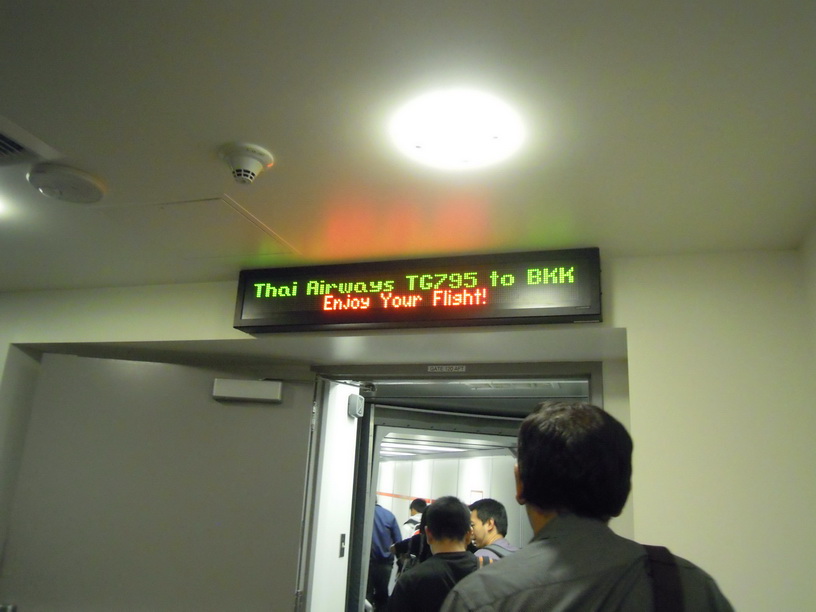 Thai Airways TG795 to BKK
Enjoy Your Flight!